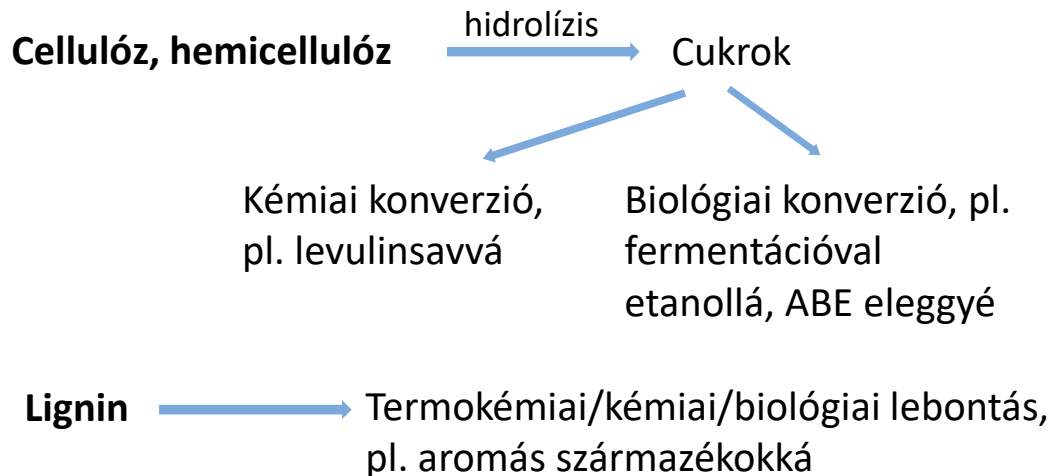 hidrolízis
Cellulóz, hemicellulóz
Cukrok
Kémiai konverzió,
pl. levulinsavvá
Biológiai konverzió, pl.
fermentációval
etanollá, ABE eleggyé
Lignin
Termokémiai/kémiai/biológiai lebontás,
pl. aromás származékokká